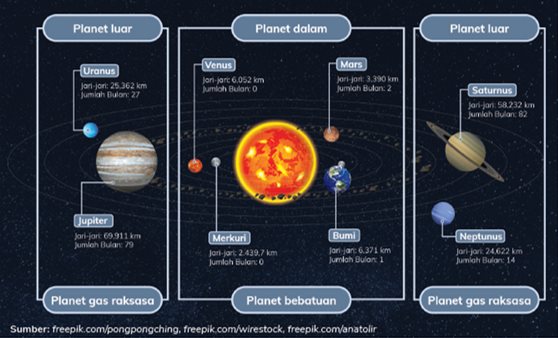 Planet luar
Planet dalam
Planet luar
Uranus
Jari-jari: 25,362 km
Jumlah Bulan: 27
Venus
Jari-jari: 6.052 km
Jumlah Bulan: 0
Mars
Jari-jari: 3,390 km
Jumlah Bulan: 2
Saturnus
Jari-jari: 58.232 km
Jumlah Bulan: 82
Jupiter
Jari-jari: 69.911 km
Jumlah Bulan: 79
Merkuri
Jari-jari: 2.439,7 km
Jumlah Bulan: 0
Bumi
Jari-jari: 6,371 km
Jumlah Bulan: 1
Neptunus
Jari-jari: 24,622 km
Jumlah Bulan: 14
Planet gas raksasa
Planet bebatuan
Planet gas raksasa
Sumber: freepik.com/pongpongching, freepik.com/wirestock, freepik.com/anatolir